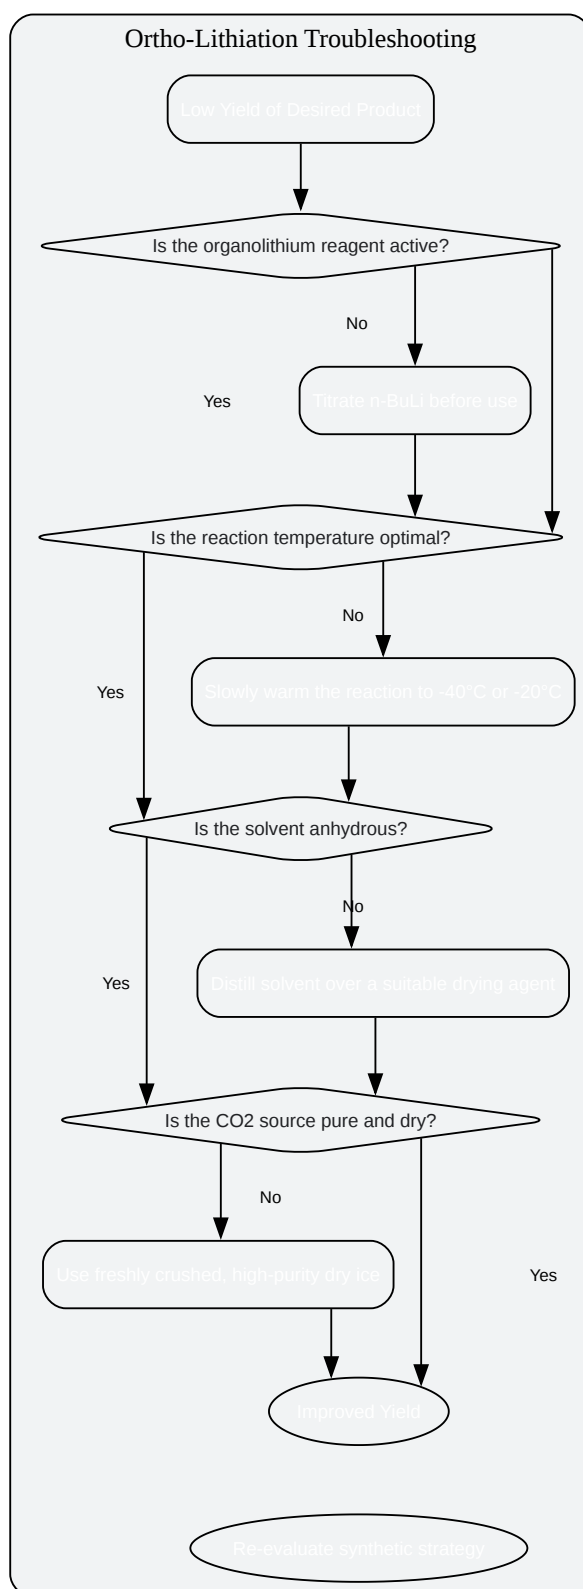 Ortho-Lithiation Troubleshooting
Low Yield of Desired Product
Is the organolithium reagent active?
No
Yes
Titrate n-BuLi before use
Is the reaction temperature optimal?
No
Yes
Slowly warm the reaction to -40°C or -20°C
Is the solvent anhydrous?
No
Yes
Distill solvent over a suitable drying agent
Is the CO2 source pure and dry?
No
Use freshly crushed, high-purity dry ice
Yes
Improved Yield
Re-evaluate synthetic strategy